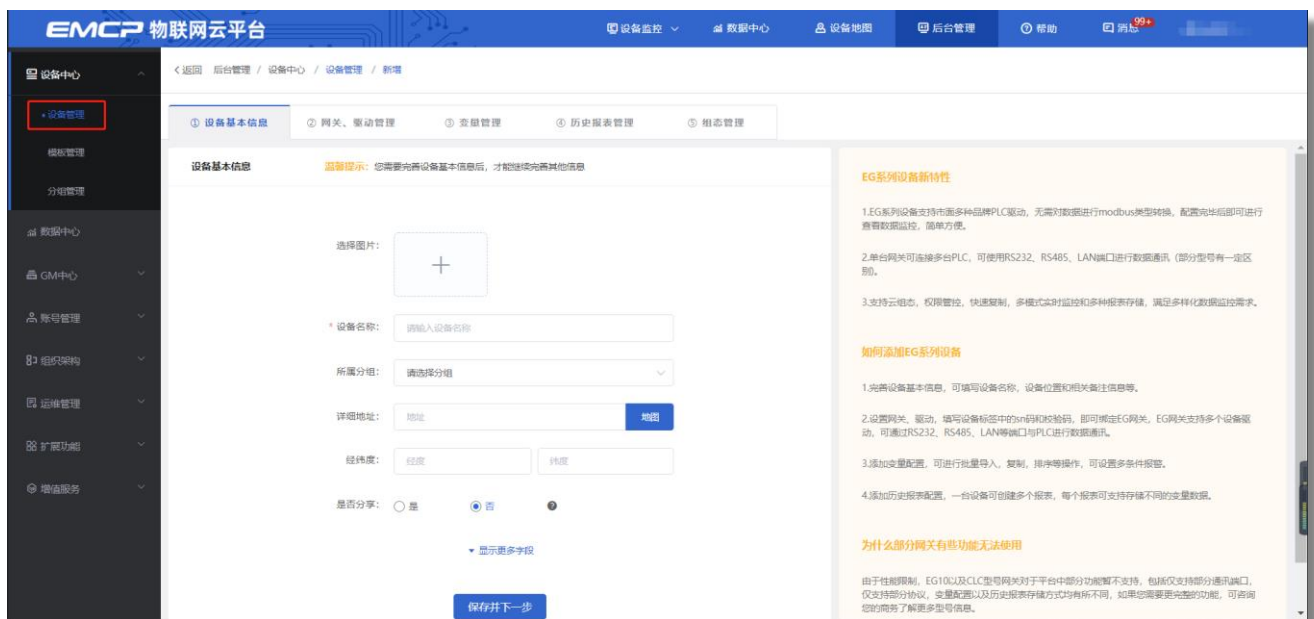 EMCP 物联网云平台
设备监控
数据中心
设备地图
后台管理
帮助
消息
99+
设备中心
设备管理
模板管理
分组管理
数据中心
GM中心
账号管理
组织架构
运维管理
扩展功能
增值服务
<返回 后台管理 / 设备中心 / 设备管理 / 新增
① 设备基本信息
② 网关、驱动管理
③ 变量管理
④ 历史报表管理
⑤ 组态管理
设备基本信息
温馨提示：您需要完善设备基本信息后，才能继续完善其他信息
选择图片：
* 设备名称：
请输入设备名称
所属分组：
请选择分组
详细地址：
地址
地图
经纬度：
经度
纬度
是否分享：
是
否
显示更多字段
保存并下一步
EG系列设备新特性
1.EG系列设备支持市面多种品牌PLC驱动，无需对数据进行modbus类型转换，配置完毕后即可进行
查看数据监控，简单方便。
2.单台网关可连接多台PLC，可使用RS232、RS485、LAN端口进行数据通讯（部分型号有一定区
别）。
3.支持云组态，权限管控，快速复制，多模式实时监控和多种报表存储，满足多样化数据监控需求。
如何添加EG系列设备
1.完善设备基本信息，可填写设备名称，设备位置和相关备注信息等。
2.设置网关、驱动，填写设备标签中的sn码和校验码，即可绑定EG网关，EG网关支持多个设备驱
动，可通过RS232、RS485、LAN等端口与PLC进行数据通讯。
3.添加变量配置，可进行批量导入，复制，排序等操作，可设置多条件报警。
4.添加历史报表配置，一台设备可创建多个报表，每个报表可支持存储不同的变量数据。
为什么部分网关有些功能无法使用
由于性能限制，EG10以及CLC型号网关对于平台中部分功能暂不支持，包括仅支持部分通讯端口，
仅支持部分协议，变量配置以及历史报表存储方式均有所不同，如果您需要更完整的功能，可咨询
您的商务了解更多型号信息。